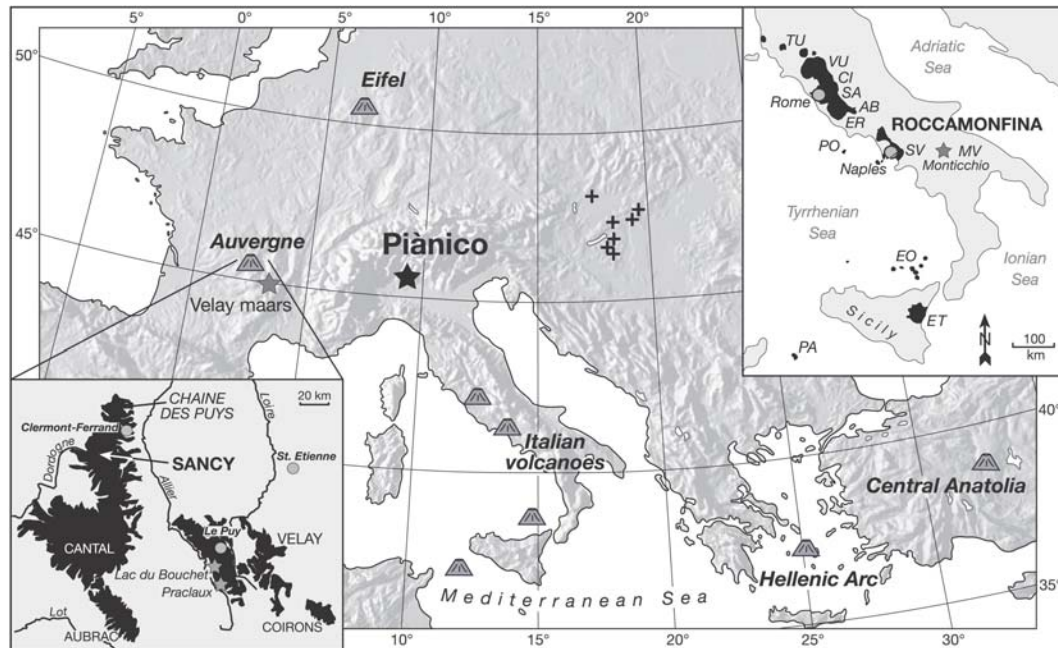 5°
0°
5°
10°
15°
20°
50°
45°
Eifel
Auvergne
Velay maars
Piànico
Italian
volcanoes
Central Anatolia
Hellenic Arc
Mediterranean Sea
40°
35°
10°
15°
20°
25°
30°
TU
VU
CI
SA
AB
ER
Rome
Adriatic
Sea
ROCCAMONFINA
PO
SV
MV
Naples
Monticchio
Tyrrhenian
Sea
Ionian
Sea
EO
Sicily
ET
PA
N
100
km
20 km
CHAINE
DES PUYS
Clermont-Ferrand
Dordogne
SANCY
Loire
St. Etienne
Allier
CANTAL
Le Puy
VELAY
Lac du Bouchet
Praclaux
Lot
AUBRAC
COIRONS